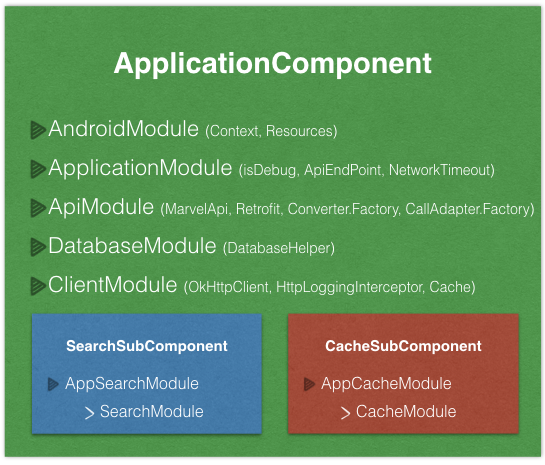 ApplicationComponent
AndroidModule (Context, Resources)
ApplicationModule (isDebug, ApiEndPoint, NetworkTimeout)
ApiModule (MarvelApi, Retrofit, Converter.Factory, CallAdapter.Factory)
DatabaseModule (DatabaseHelper)
ClientModule (OkHttpClient, HttpLoggingInterceptor, Cache)
SearchSubComponent
AppSearchModule
> SearchModule
CacheSubComponent
AppCacheModule
> CacheModule